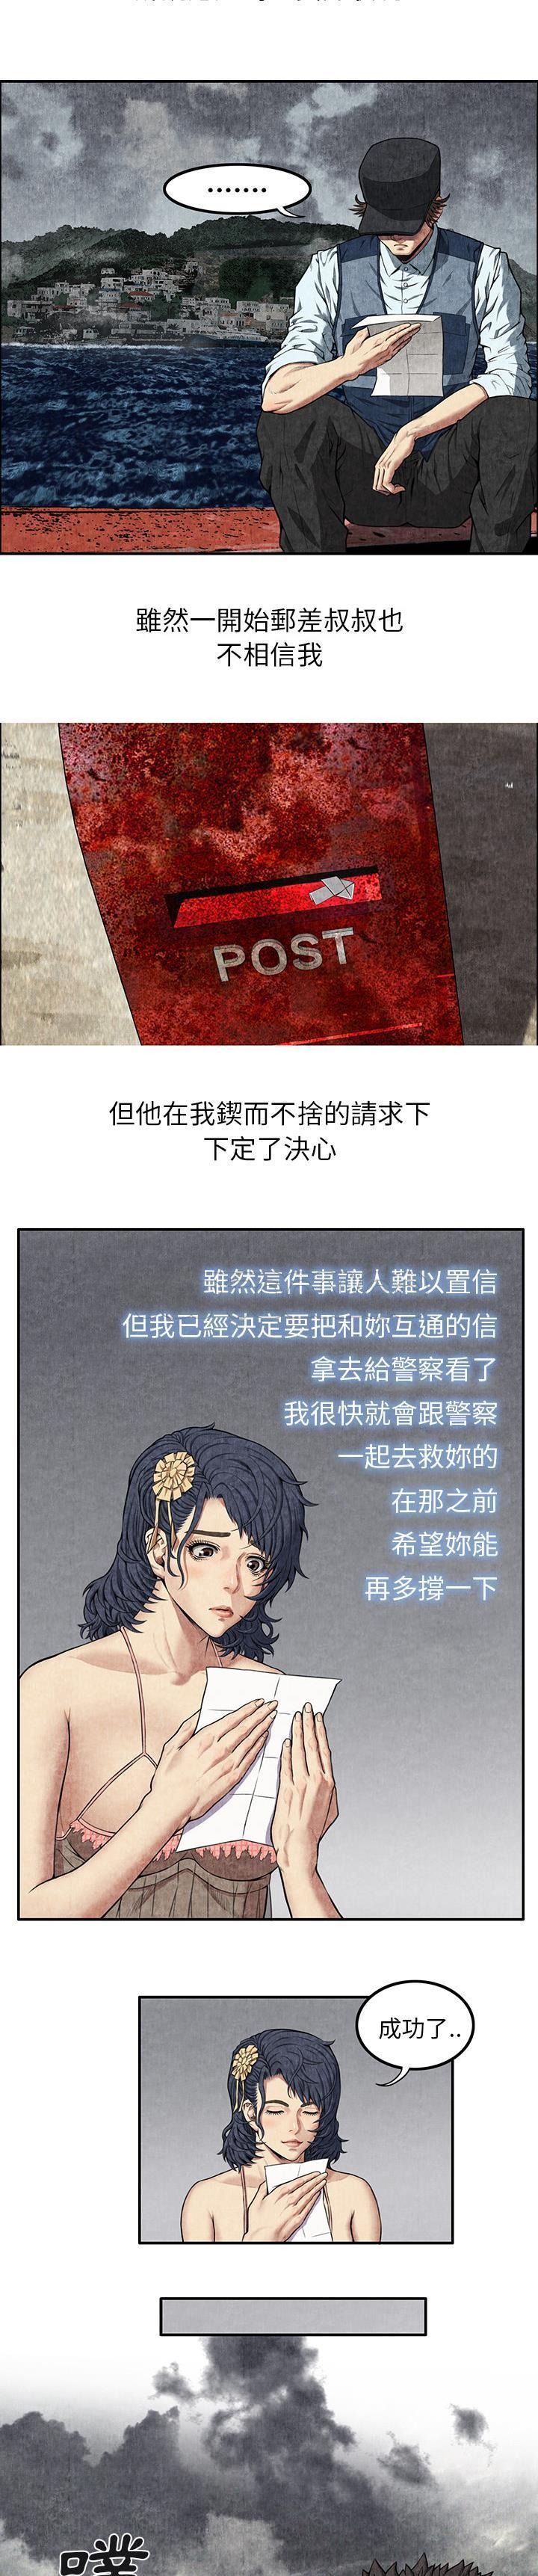 .......
雖然一開始郵差叔叔也
不相信我
POST
但他在我鍥而不捨的請求下
下定了決心
雖然這件事讓人難以置信
但我已經決定要把和妳互通的信
拿去給警察看了
我很快就會跟警察
一起去救妳的
在那之前
希望妳能
再多撐一下
成功了..
噗